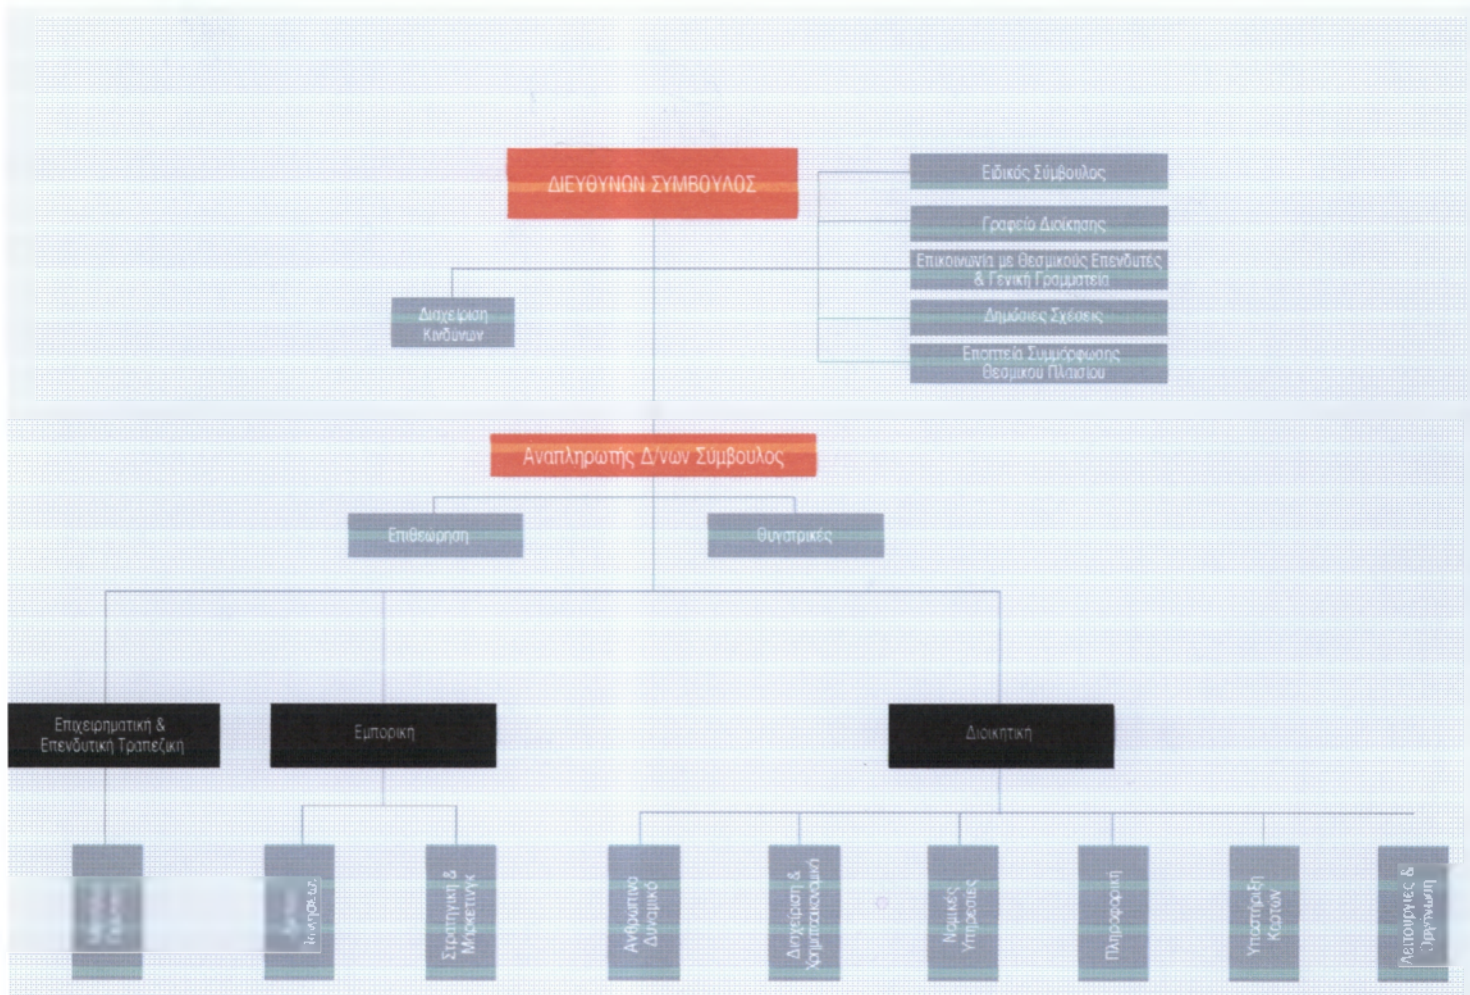 ΔΙΕΥΘΥΝΩΝ ΣΥΜΒΟΥΛΟΣ
Ειδικός Σύμβουλος
Γραφείο Διοίκησης
Επικοινωνία με Θεσμικούς Επενδυτές
& Γενική Γραμματεία
Διαχείριση
Κινδύνων
Δημόσιες Σχέσεις
Εποπτεία Συμμόρφωσης
Θεσμικού Πλαισίου
Αναπληρωτής Δ/νων Σύμβουλος
Επιθεώρηση
Θυγατρικές
Επιχειρηματική &
Επενδυτική Τραπεζική
Εμπορική
Διοικητική
Στρατηγική &
Μάρκετινγκ
Ανθρώπινο
Δυναμικό
Διαχείριση &
Χρηματοοικονομική
Νομικές
Υπηρεσίες
Πληροφορική
Υποστήριξη
Καρτών
Λειτουργίες &
Οργάνωση